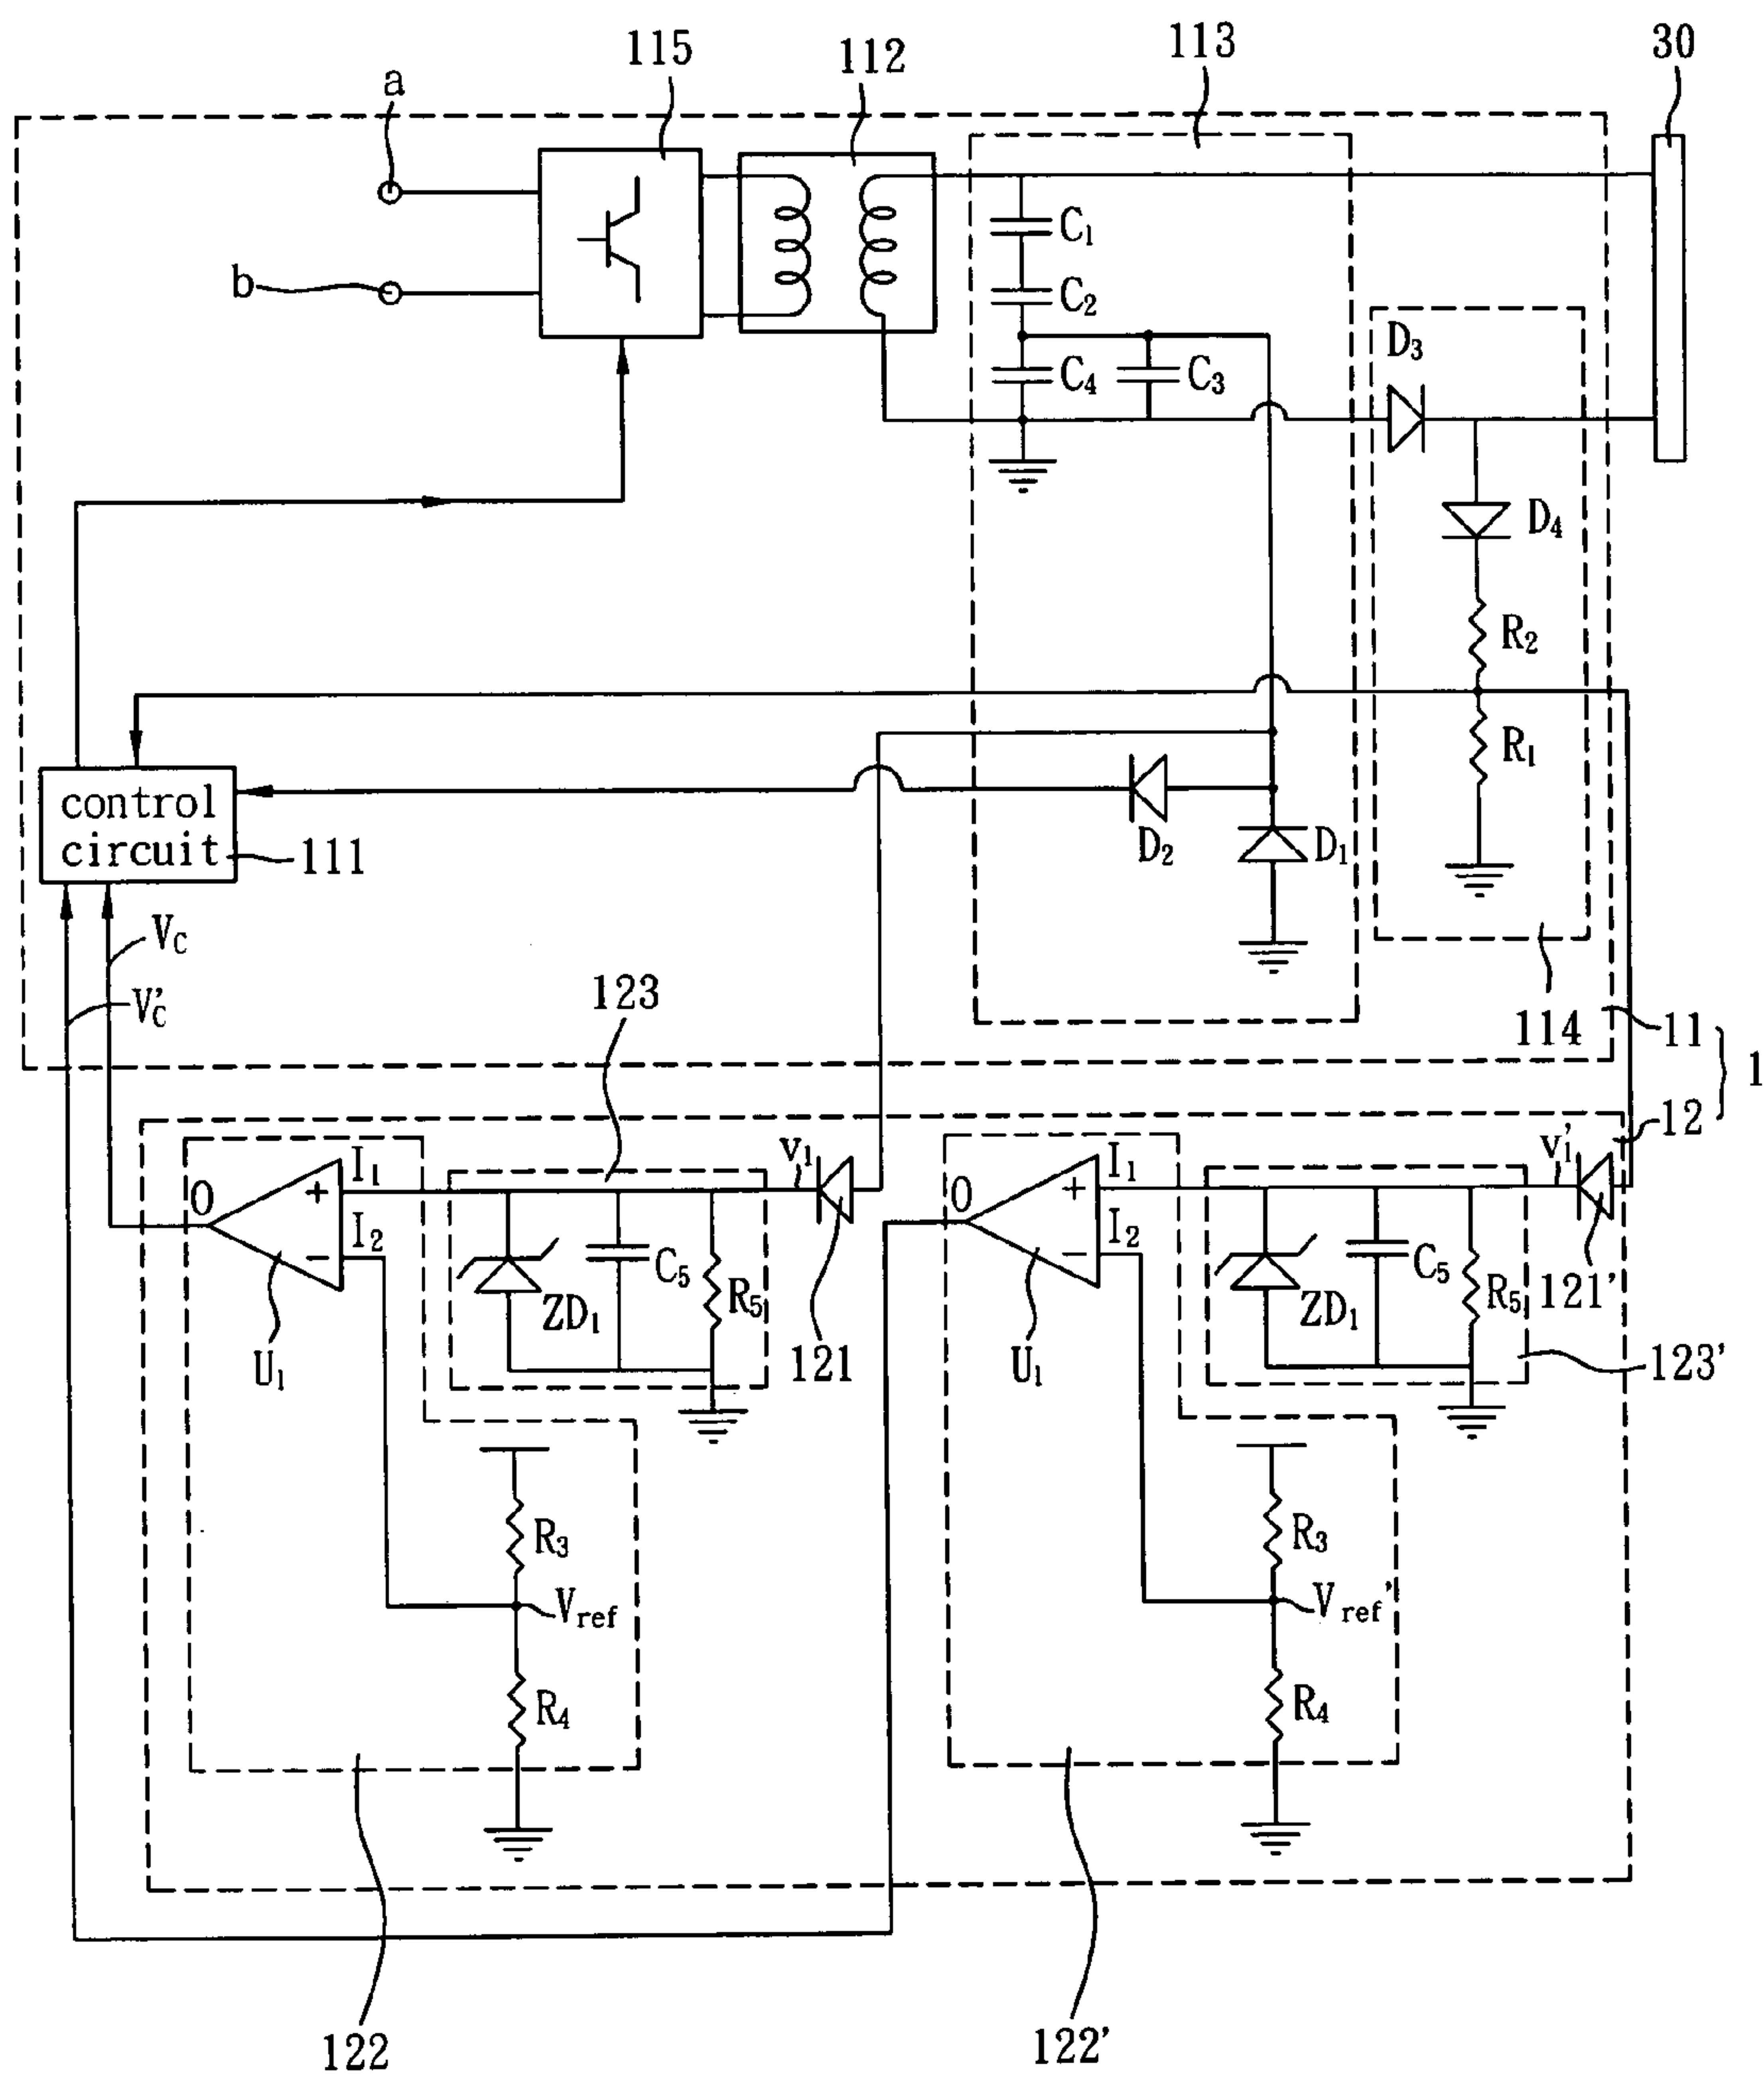 115
112
113
30
a
b
C1
C2
C4
C3
D3
D4
R2
R1
control
circuit
111
D2
D1
VC
V'C
123
114
11
1
12
O
I1
+
I2
−
U1
ZD1
C5
R5
v1
121
O
I1
+
I2
−
U1
ZD1
C5
R5
v1'
121'
123'
R3
Vref
R4
R3
Vref'
R4
122
122'